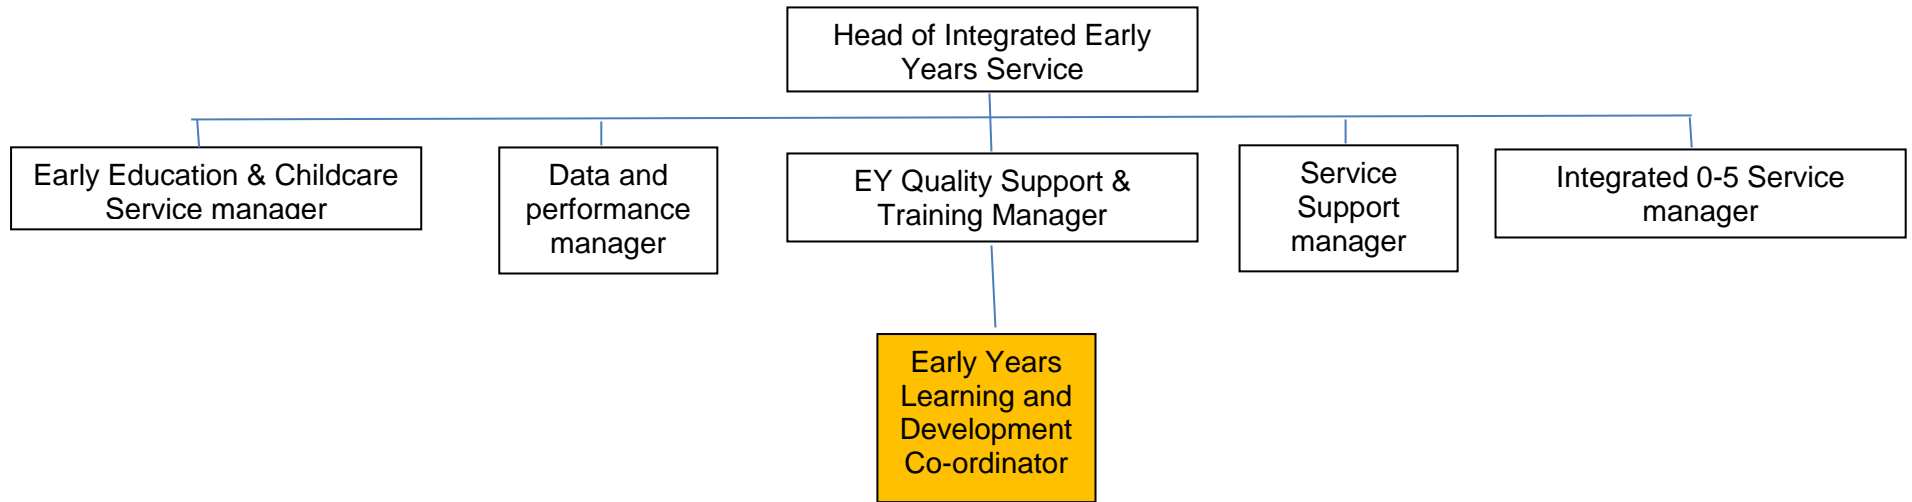 Head of Integrated Early
Years Service
Early Education & Childcare
Service manager
Data and
performance
manager
EY Quality Support &
Training Manager
Service
Support
manager
Integrated 0-5 Service
manager
Early Years
Learning and
Development
Co-ordinator